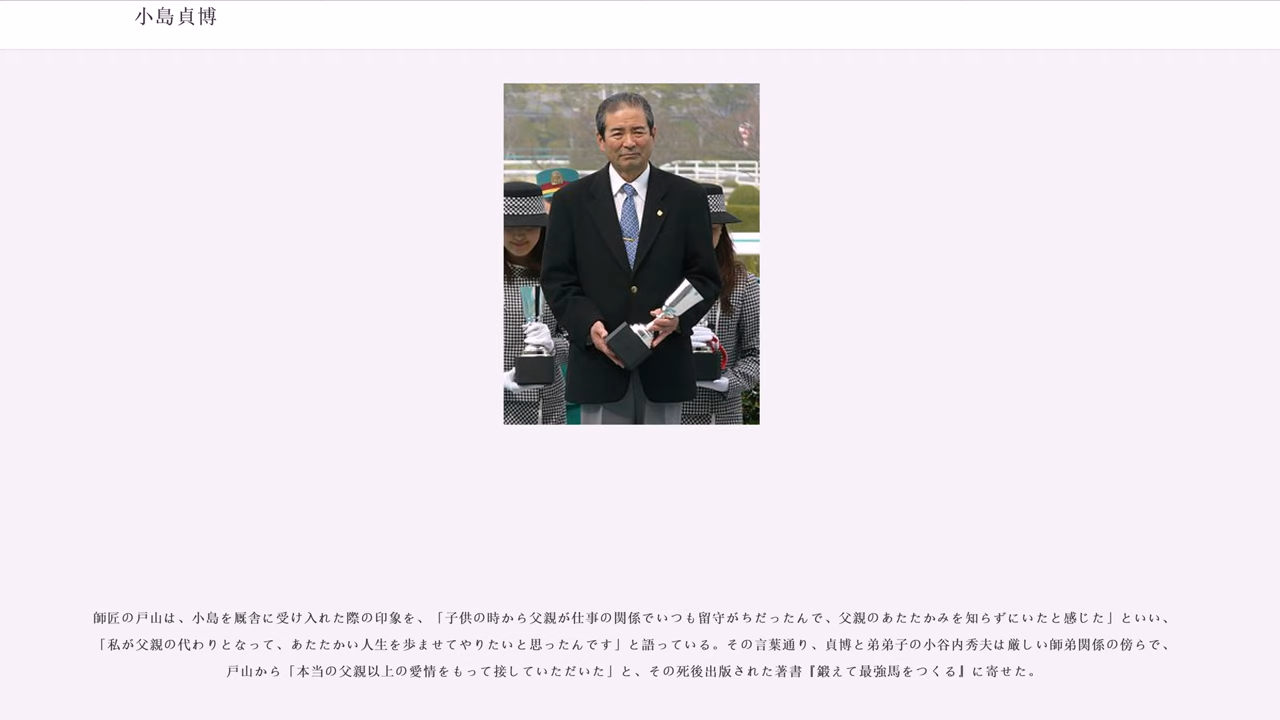 小島貞博
師匠の戸山は、小島を厩舎に受け入れた際の印象を、「子供の時から父親が仕事の関係でいつも留守がちだったんで、父親のあたたかみを知らずにいたと感じた」といい、
「私が父親の代わりとなって、あたたかい人生を歩ませてやりたいと思ったんです」と語っている。その言葉通り、貞博と弟弟子の小谷内秀夫は厳しい師弟関係の傍らで、
戸山から「本当の父親以上の愛情をもって接していただいた」と、その死後出版された著書『鍛えて最強馬をつくる』に寄せた。